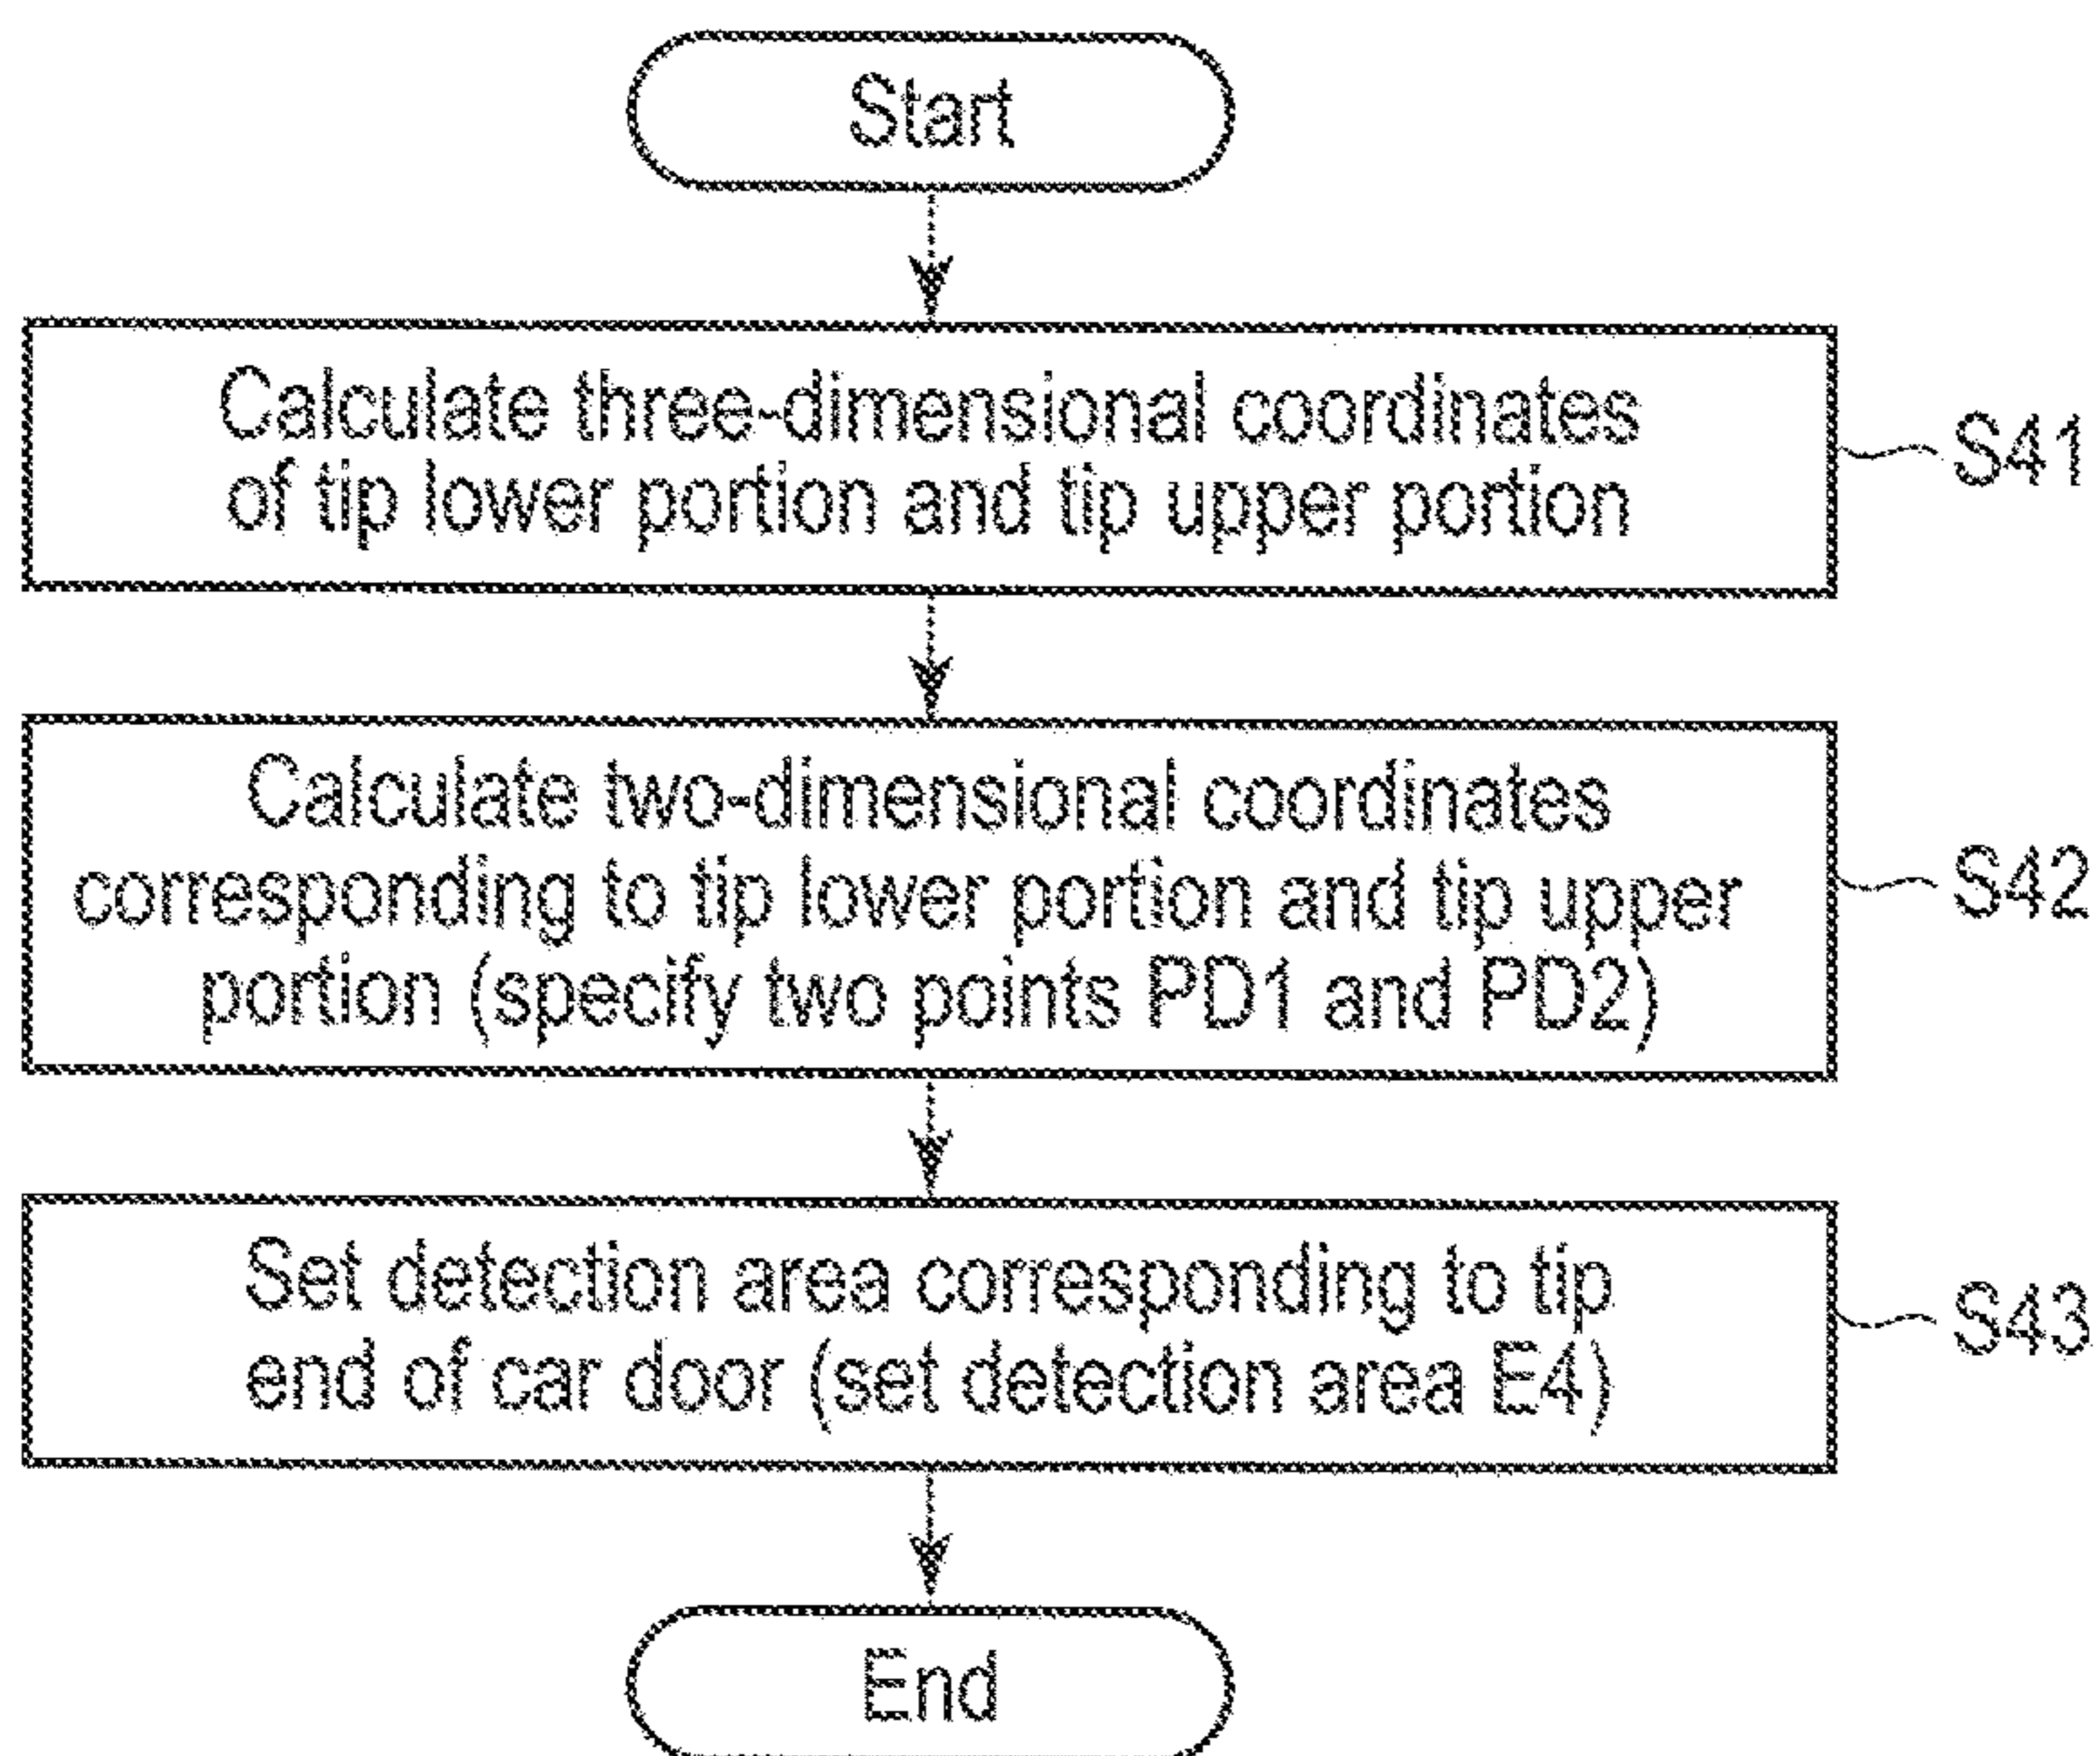 Start
Calculate three-dimensional coordinates
of tip lower portion and tip upper portion
S41
Calculate two-dimensional coordinates
corresponding to tip lower portion and tip upper
portion (specify two points PD1 and PD2)
S42
Set detection area corresponding to tip
end of car door (set detection area E4)
S43
End